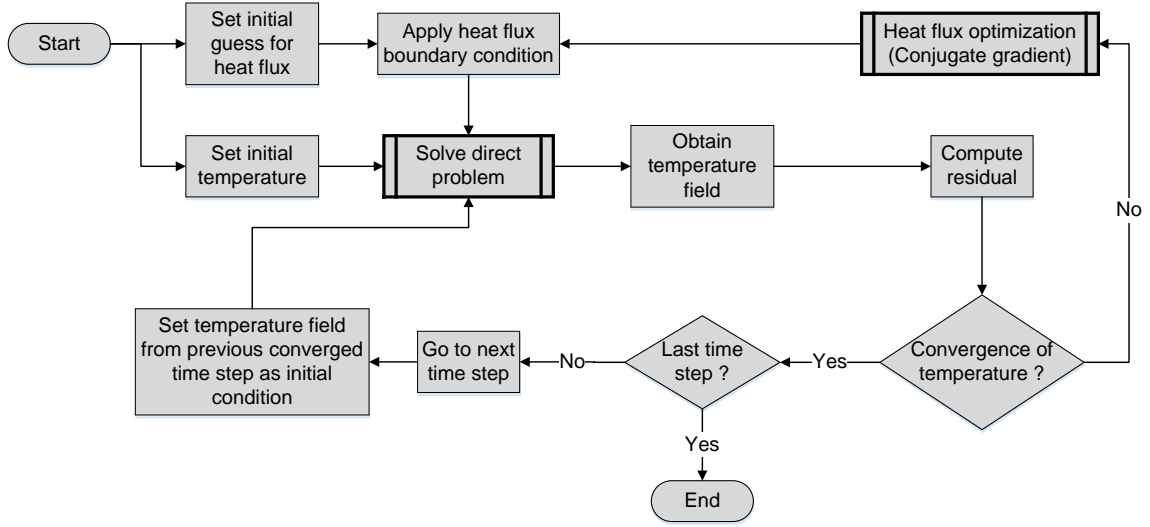 Start
Set initial
guess for
heat flux
Apply heat flux
boundary condition
Heat flux optimization
(Conjugate gradient)
Set initial
temperature
Solve direct
problem
Obtain
temperature
field
Compute
residual
No
Set temperature field
from previous converged
time step as initial
condition
Go to next
time step
No
Last time
step ?
Yes
Convergence of
temperature ?
Yes
End